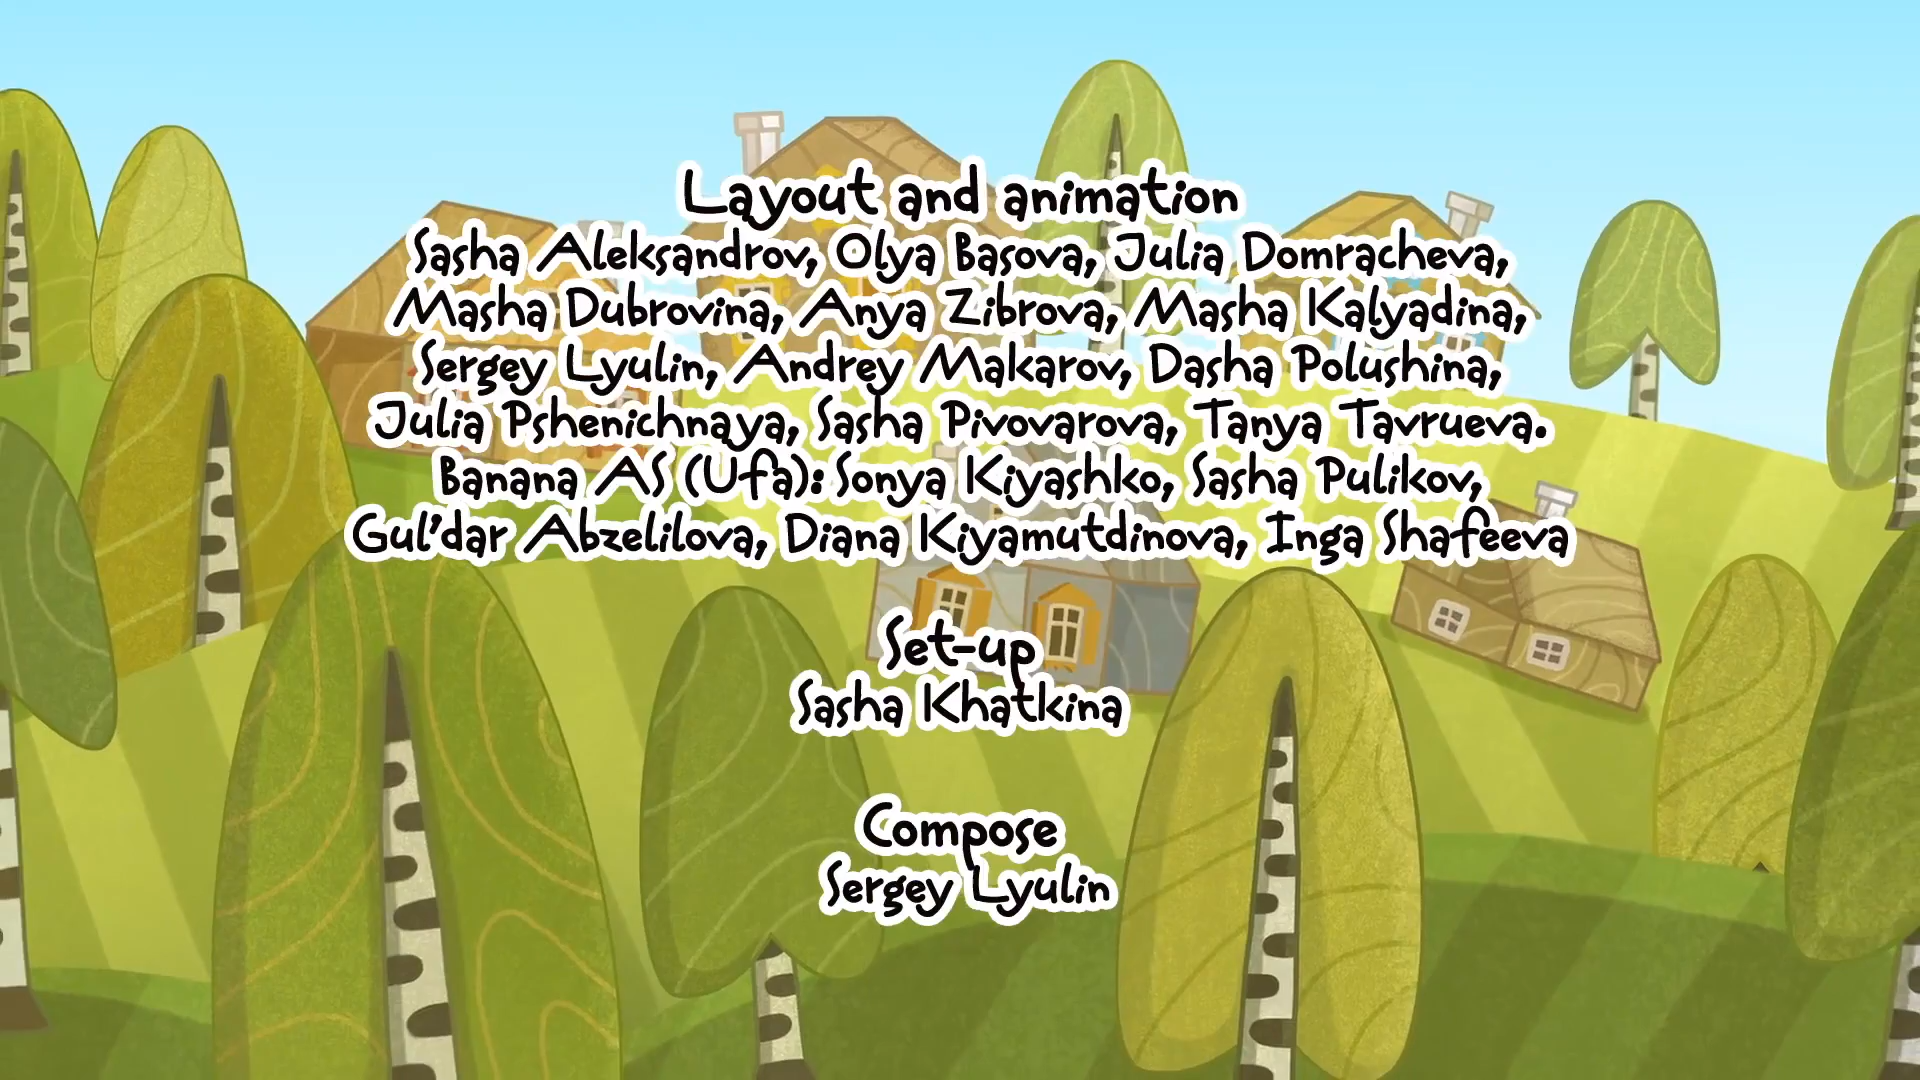 Layout and animation
Sasha Aleksandrov, Olya Basova, Julia Domracheva,
Masha Dubrovina, Anya Zibrova, Masha Kalyadina,
Sergey Lyulin, Andrey Makarov, Dasha Polushina,
Julia Pshenichnaya, Sasha Pivovarova, Tanya Tavrueva.
Banana AS (Ufa): Sonya Kiyashko, Sasha Pulikov,
Gul'dar Abzelilova, Diana Kiyamutdinova, Inga Shafeeva
Set-up
Sasha Khatkina
Compose
Sergey Lyulin